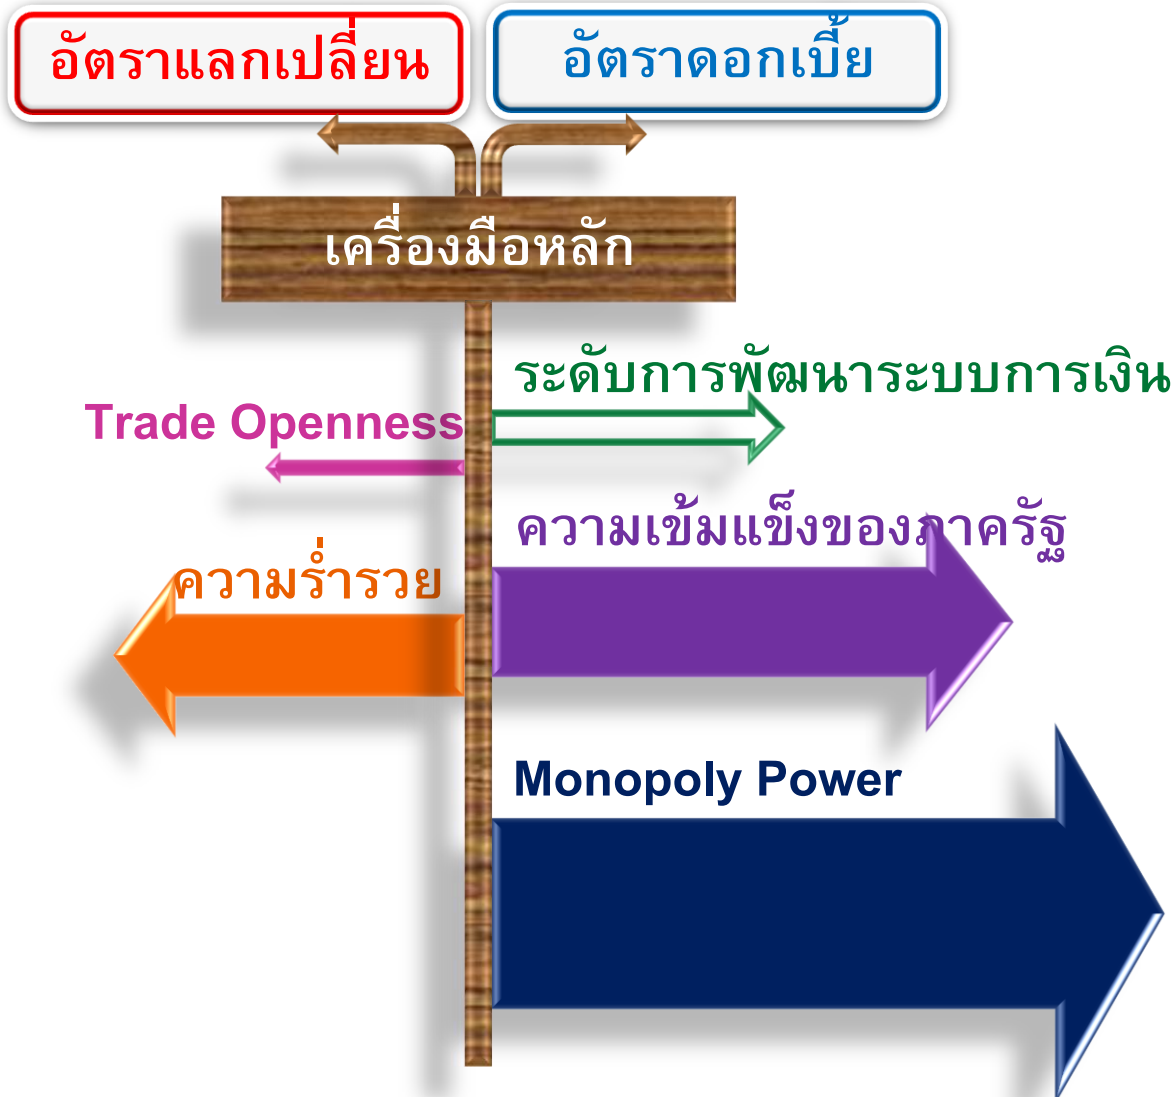 อัตราแลกเปลี่ยน
อัตราดอกเบี้ย
เครื่องมือหลัก
ระดับการพัฒนาระบบการเงิน
Trade Openness
ความเข้มแข็งของภาครัฐ
ความร่ำรวย
Monopoly Power